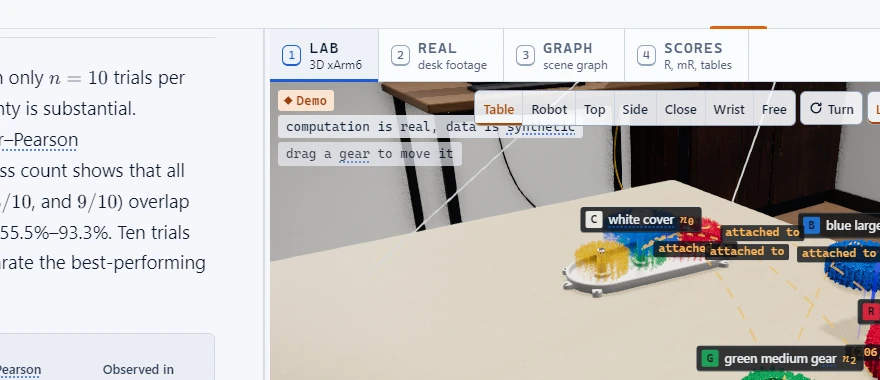 n only n = 10 trials per
nty is substantial.
r–Pearson
ss count shows that all
/10, and 9/10) overlap
55.5%–93.3%. Ten trials
rate the best-performing
Pearson
Observed in
1 LAB
3D xArm6
2 REAL
desk footage
3 GRAPH
scene graph
4 SCORES
R, mR, tables
Demo
Table Robot Top Side Close Wrist Free Turn
computation is real, data is synthetic
drag a gear to move it
C white cover n0
attached to
B blue large
attached to
attached to
R
G green medium gear n2